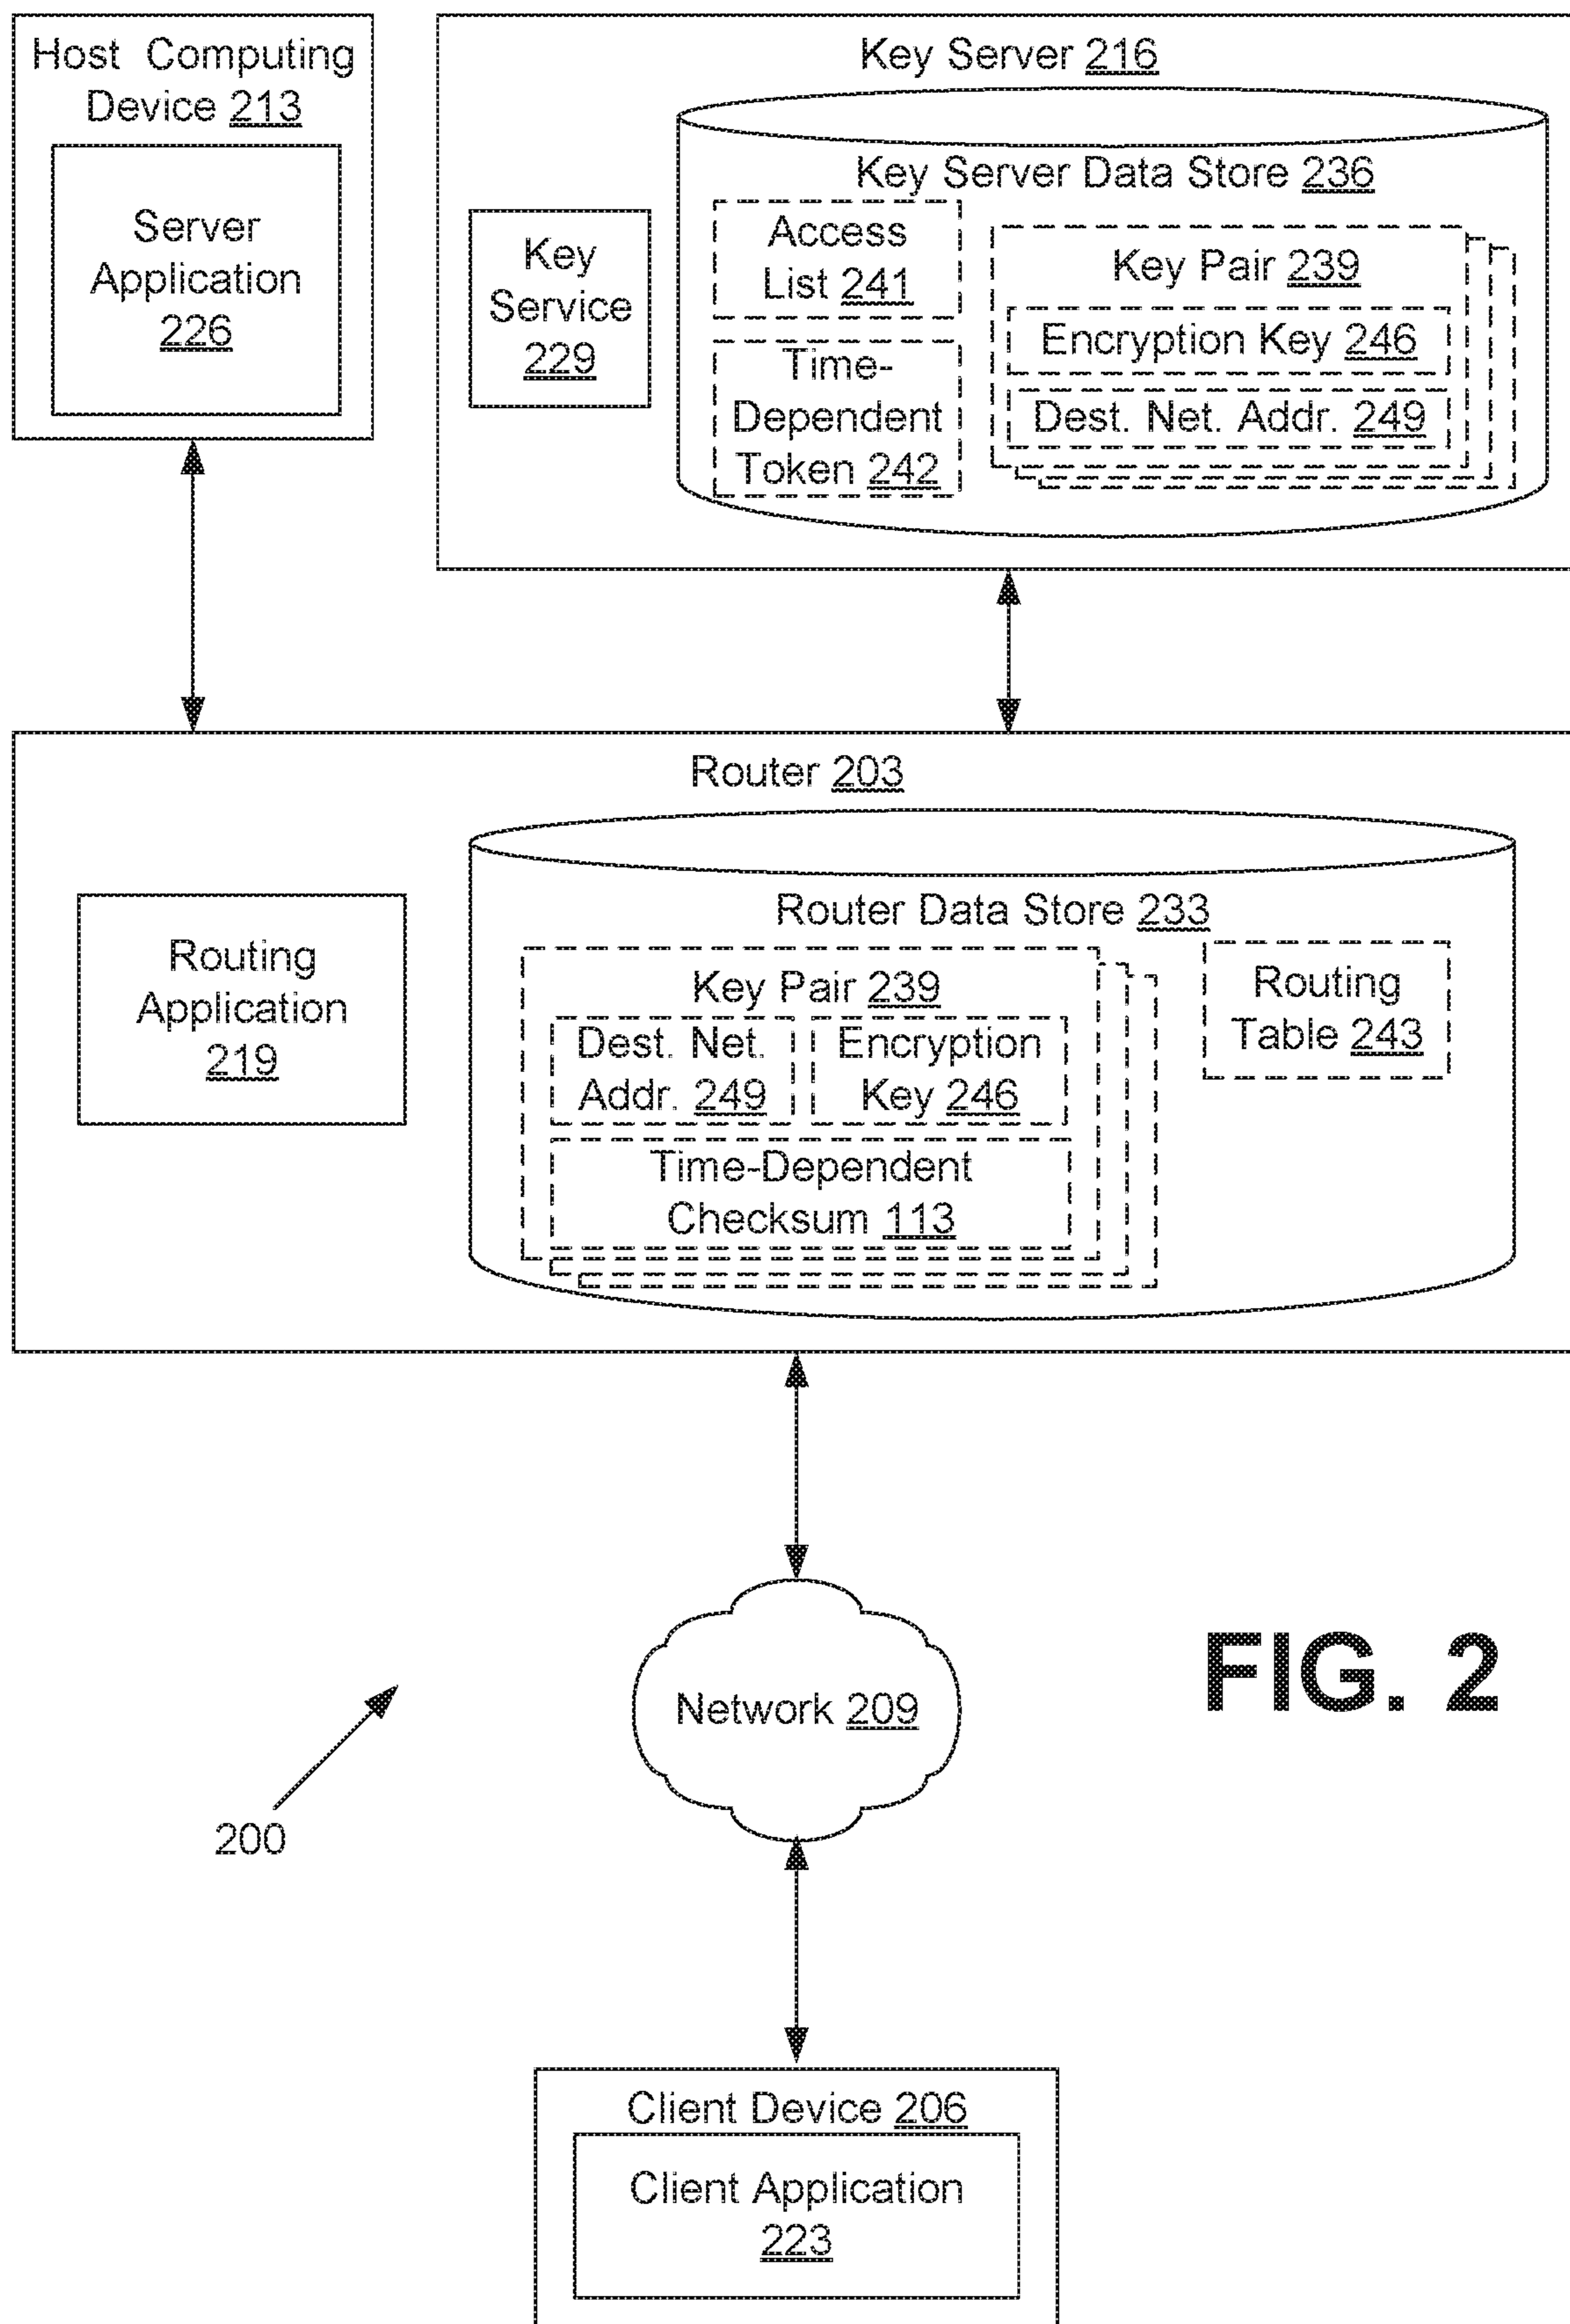 Host Computing
Device 213
Server
Application
226
Key Server 216
Key Server Data Store 236
Key
Service
229
Access
List 241
Time-
Dependent
Token 242
Key Pair 239
Encryption Key 246
Dest. Net. Addr. 249
Router 203
Routing
Application
219
Router Data Store 233
Key Pair 239
Dest. Net.
Addr. 249
Encryption
Key 246
Time-Dependent
Checksum 113
Routing
Table 243
Network 209
FIG. 2
200
Client Device 206
Client Application
223